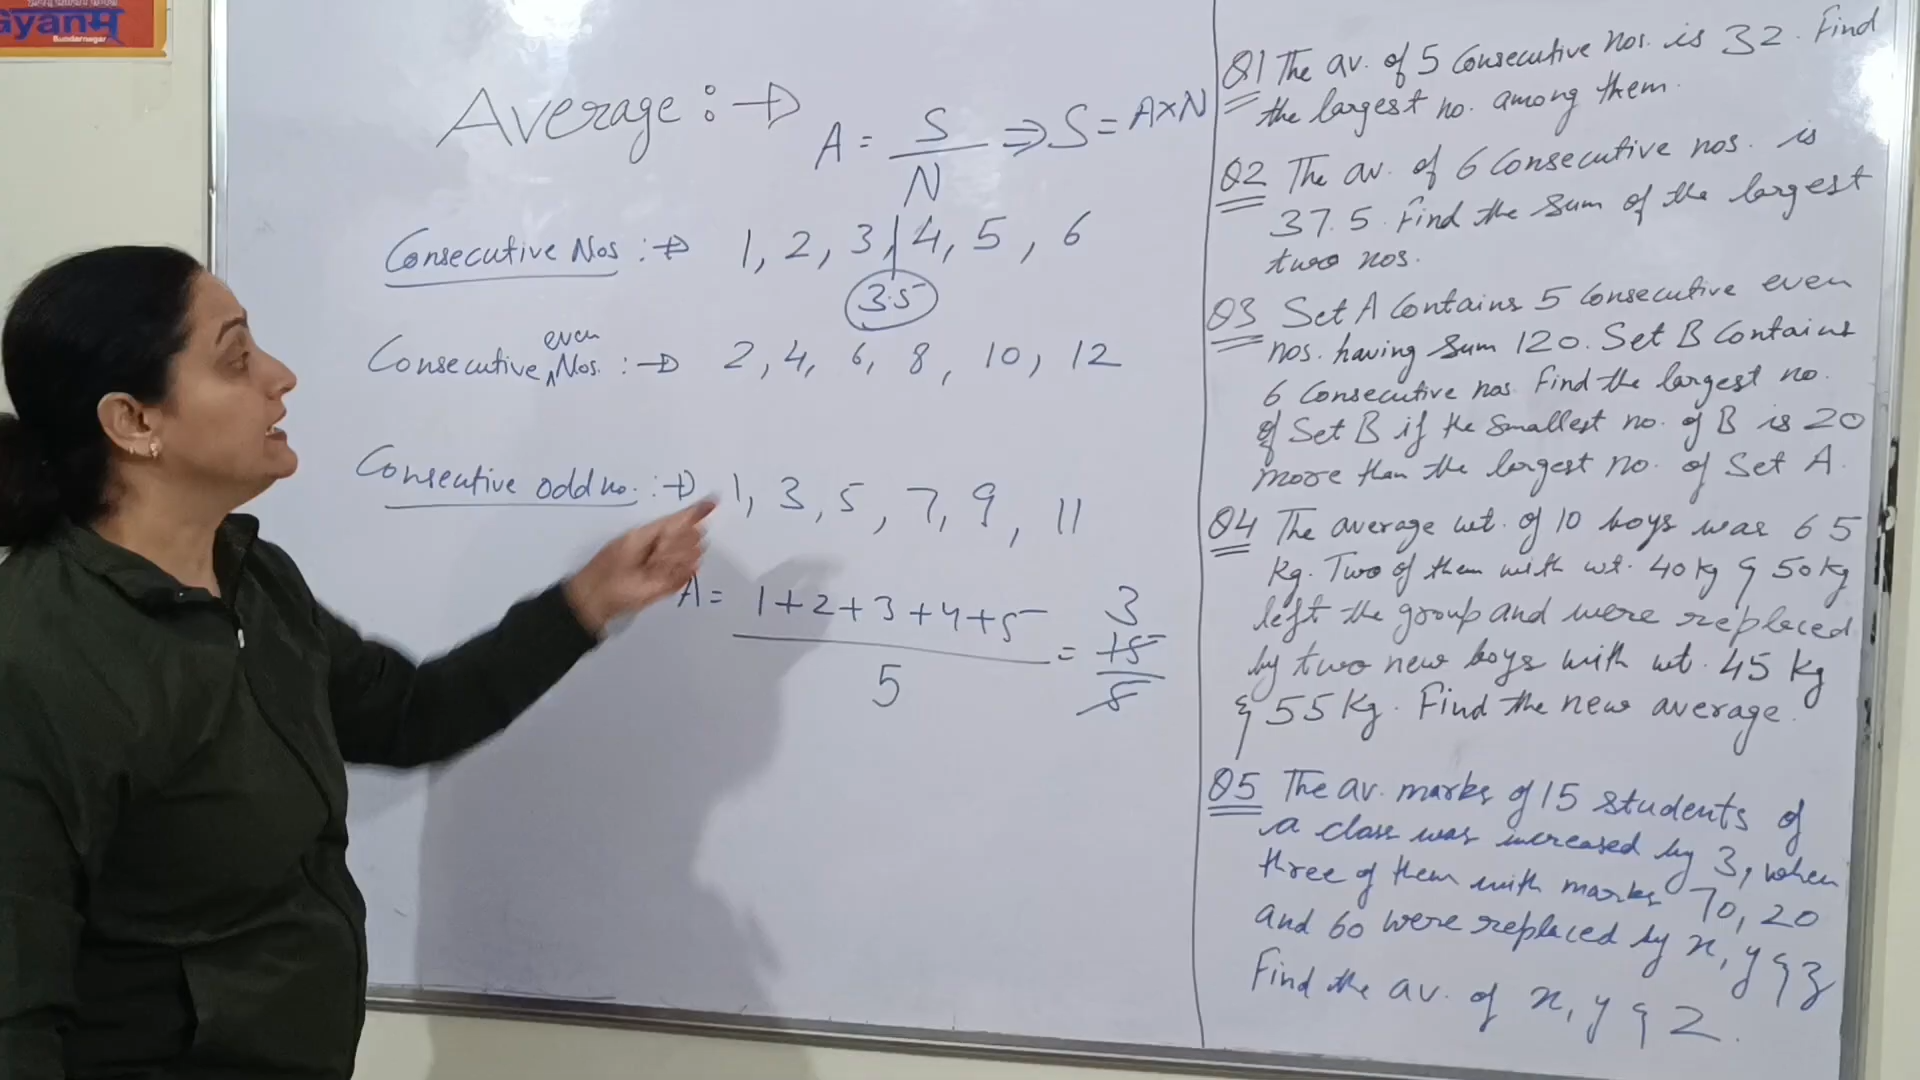 Gyanम
Sundarnagar
Average :→
A = S/N ⇒ S = A×N
Consecutive Nos :→ 1, 2, 3, 4, 5, 6
3.5
even
Consecutive ^ Nos. :→ 2, 4, 6, 8, 10, 12
Consecutive odd no. :→ 1, 3, 5, 7, 9, 11
A = 1+2+3+4+5 / 5 = 15/5 3
Q1 The av. of 5 Consecutive nos. is 32. Find
the largest no. among them.
Q2 The av. of 6 Consecutive nos. is
37.5. Find the sum of the largest
two nos.
Q3 Set A Contains 5 Consecutive even
nos. having sum 120. Set B Contains
6 Consecutive nos. Find the largest no.
of Set B if the smallest no. of B is 20
more than the largest no. of Set A.
Q4 The average wt. of 10 boys was 65
kg. Two of them with wt. 40kg & 50kg
left the group and were replaced
by two new boys with wt. 45 kg
& 55 Kg. Find the new average.
Q5 The av. marks of 15 students of
a class was increased by 3, when
three of them with marks 70, 20
and 60 were replaced by x, y & z
Find the av. of x, y & z.